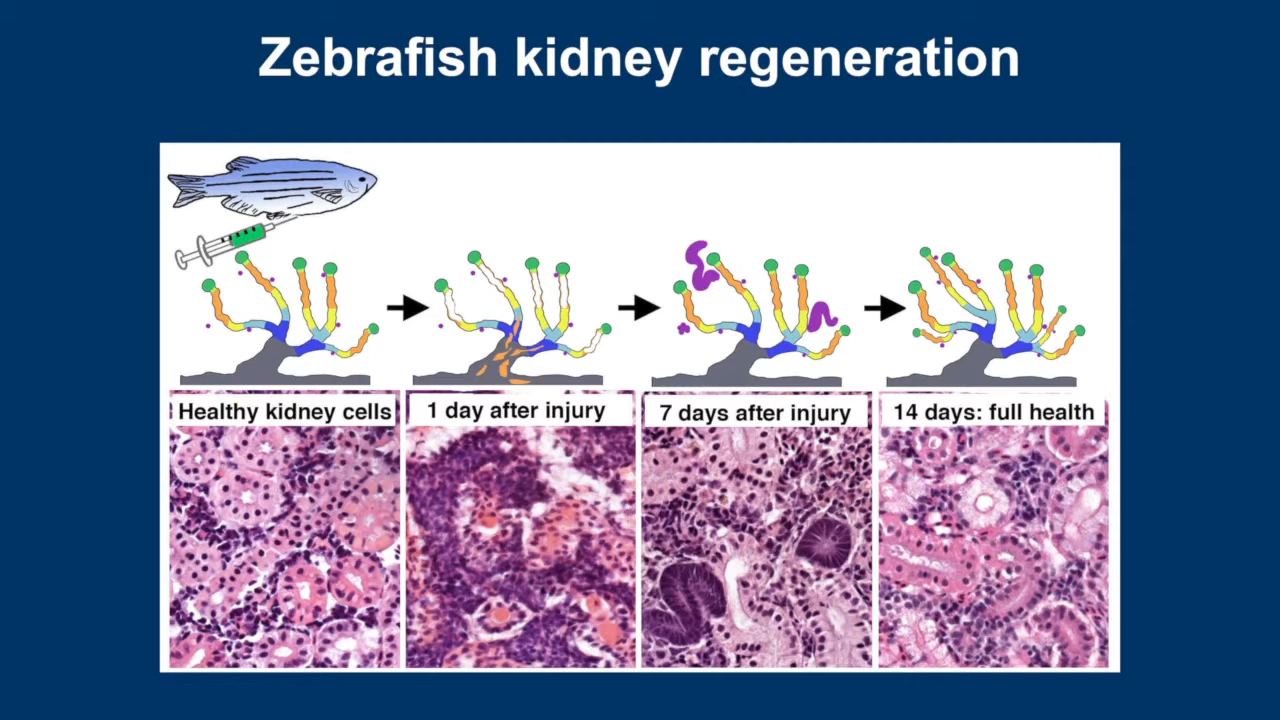 Zebrafish kidney regeneration
Healthy kidney cells
1 day after injury
7 days after injury
14 days: full health